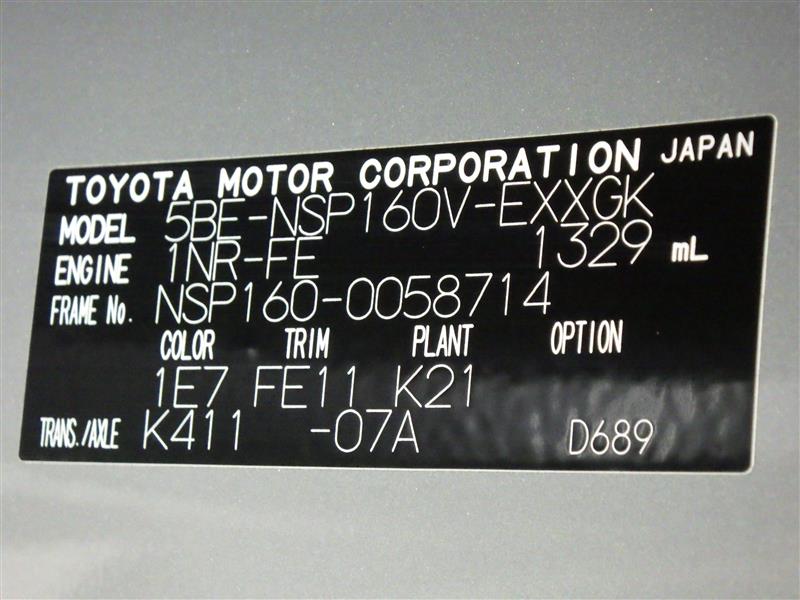 TOYOTA MOTOR CORPORATION JAPAN
MODEL 5BE-NSP160V-EXXGK
ENGINE 1NR-FE 1329 mL
FRAME No. NSP160-0058714
COLOR TRIM PLANT OPTION
1E7 FE11 K21
TRANS./AXLE K411 -07A D689